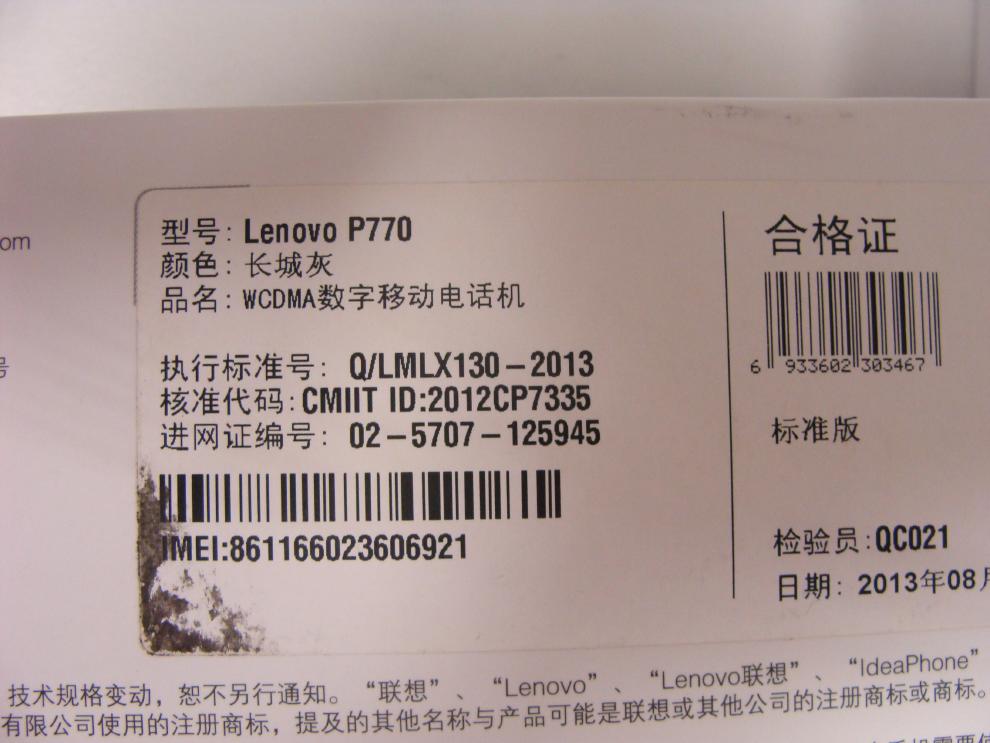 om
号
型号: Lenovo P770
颜色: 长城灰
品名: WCDMA数字移动电话机
执行标准号: Q/LMLX130-2013
核准代码:CMIIT ID:2012CP7335
进网证编号: 02-5707-125945
IMEI:861166023606921
合格证
6 933602 303467
标准版
检验员:QC021
日期: 2013年08月
技术规格变动，恕不另行通知。“联想”、“Lenovo”、“Lenovo联想”、“IdeaPhone”
有限公司使用的注册商标，提及的其他名称与产品可能是联想或其他公司的注册商标或商标。